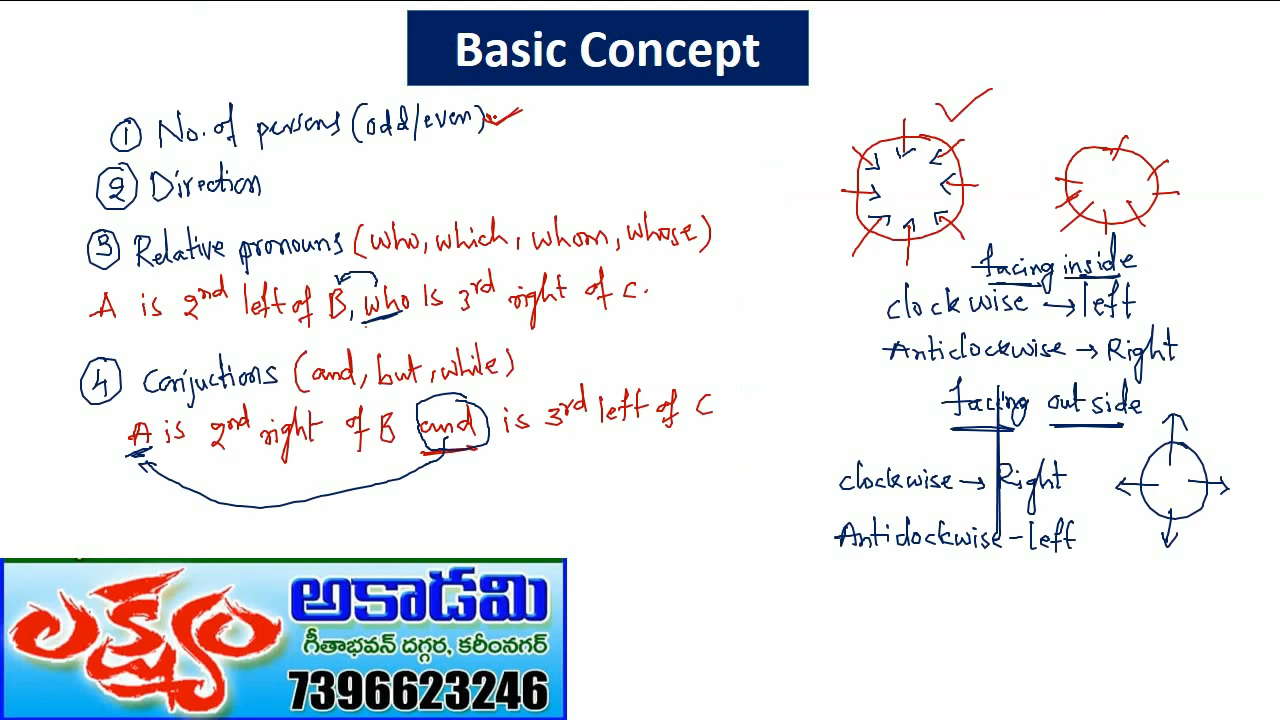 Basic Concept
① No. of persons (odd/even)
② Direction
③ Relative pronouns (who, which, whom, whose)
A is 2nd left of B, who Is 3rd right of C.
④ Conjuctions (and, but, while)
A is 2nd right of B and is 3rd left of C
facing inside
clockwise → left
Anticlockwise → Right
facing outside
clockwise → Right
Anticlockwise - left
లక్ష్యం
అకాడమి
గీతాభవన్ దగ్గర, కరీంనగర్
7396623246